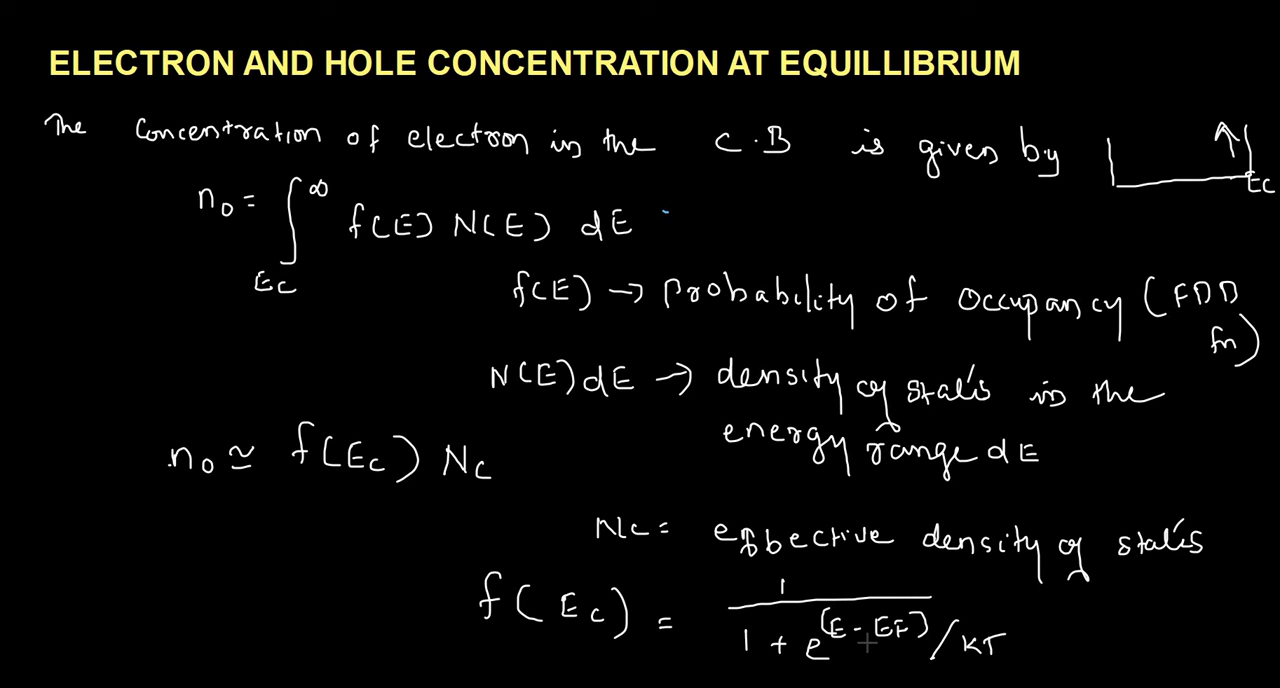 ELECTRON AND HOLE CONCENTRATION AT EQUILLIBRIUM
The Concentration of electron in the C.B is given by
EC
n0 = ∫ EC ∞ f(E) N(E) dE
f(E) → Probability of Occupancy (FDD fn)
N(E)dE → density of states in the
energy range dE
n0 ≃ f(Ec) Nc
Nc = effective density of states
f(Ec) = 1 / 1 + e^(E - EF)/KT